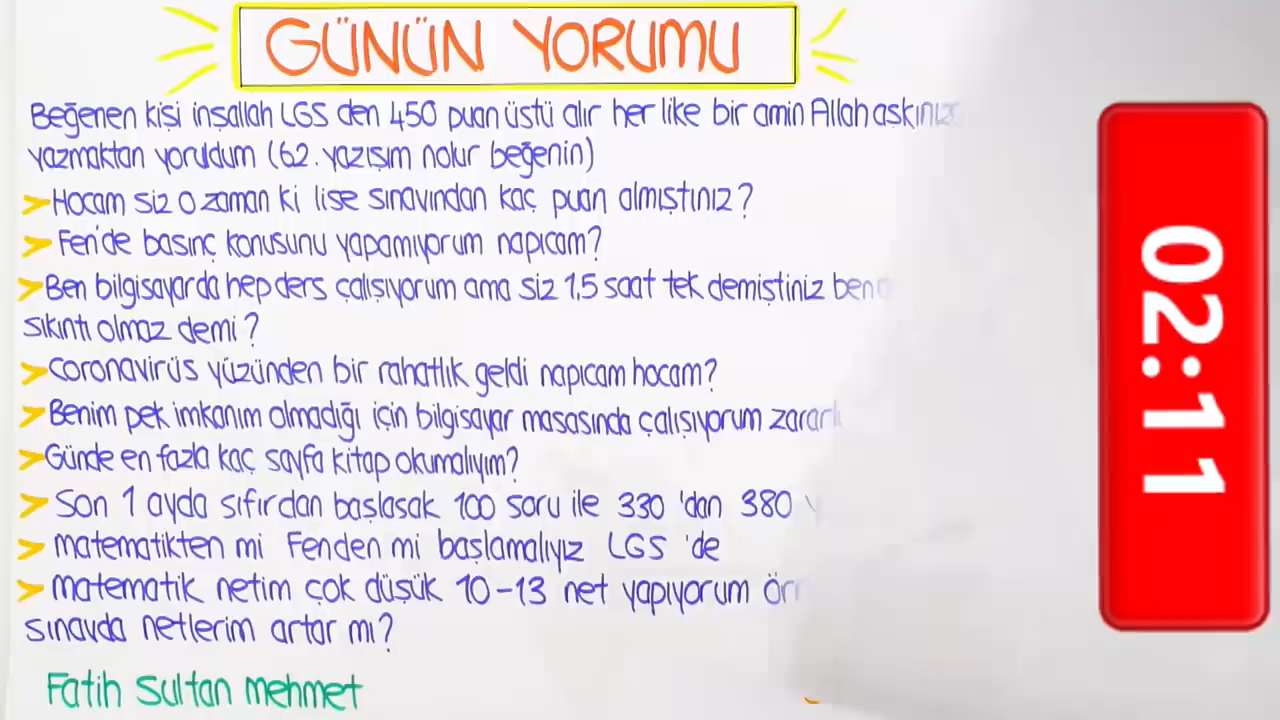 GÜNÜN YORUMU
Beğenen kişi inşallah LGS den 450 puan üstü alır her like bir amin Allah aşkınıza
yazmaktan yoruldum (62. yazışım nolur beğenin)
➤Hocam siz o zaman ki lise sınavından kaç puan almıştınız?
➤ Fen'de basınç konusunu yapamıyorum napıcam?
➤Ben bilgisayarda hep ders çalışıyorum ama siz 1,5 saat tek demiştiniz
sıkıntı olmaz demi?
➤Coronavirüs yüzünden bir rahatlık geldi napıcam hocam?
➤Benim pek imkanım olmadığı için bilgisayar masasında çalışıyorum
➤Günde en fazla kaç sayfa kitap okumalıyım?
➤ Son 1 ayda sıfırdan başlasak 100 soru ile 330 'dan 380
➤ matematikten mi Fenden mi başlamalıyız LGS 'de
➤ matematik netim çok düşük 10-13 net yapıyorum
sınavda netlerim artar mı?
Fatih Sultan Mehmet
02:11